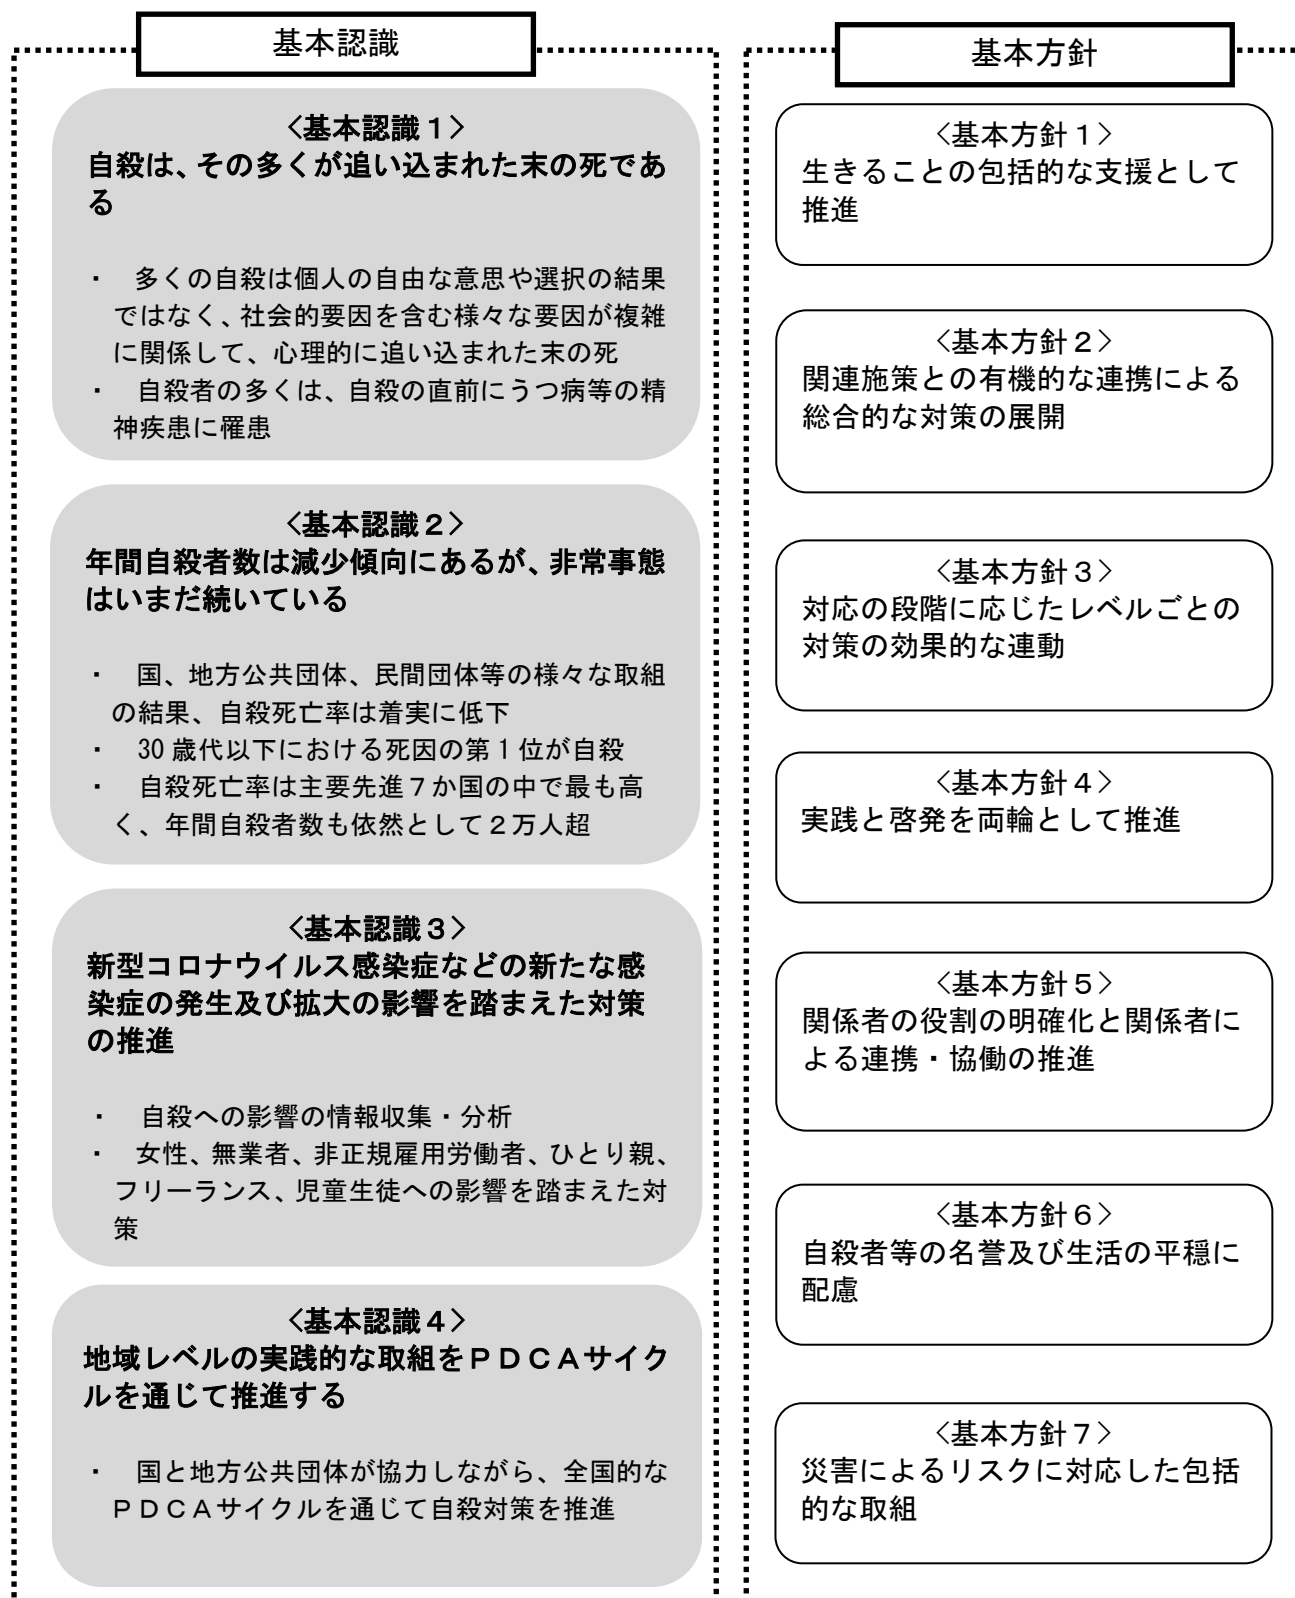 基本認識
<基本認識１>
自殺は、その多くが追い込まれた末の死であ
る
・　多くの自殺は個人の自由な意思や選択の結果
ではなく、社会的要因を含む様々な要因が複雑
に関係して、心理的に追い込まれた末の死
・　自殺者の多くは、自殺の直前にうつ病等の精
神疾患に罹患
<基本認識２>
年間自殺者数は減少傾向にあるが、非常事態
はいまだ続いている
・　国、地方公共団体、民間団体等の様々な取組
の結果、自殺死亡率は着実に低下
・　30 歳代以下における死因の第１位が自殺
・　自殺死亡率は主要先進７か国の中で最も高
く、年間自殺者数も依然として２万人超
<基本認識３>
新型コロナウイルス感染症などの新たな感
染症の発生及び拡大の影響を踏まえた対策
の推進
・　自殺への影響の情報収集・分析
・　女性、無業者、非正規雇用労働者、ひとり親、
フリーランス、児童生徒への影響を踏まえた対
策
<基本認識４>
地域レベルの実践的な取組をＰＤＣＡサイク
ルを通じて推進する
・　国と地方公共団体が協力しながら、全国的な
ＰＤＣＡサイクルを通じて自殺対策を推進
基本方針
<基本方針１>
生きることの包括的な支援として
推進
<基本方針２>
関連施策との有機的な連携による
総合的な対策の展開
<基本方針３>
対応の段階に応じたレベルごとの
対策の効果的な連動
<基本方針４>
実践と啓発を両輪として推進
<基本方針５>
関係者の役割の明確化と関係者に
よる連携・協働の推進
<基本方針６>
自殺者等の名誉及び生活の平穏に
配慮
<基本方針７>
災害によるリスクに対応した包括
的な取組